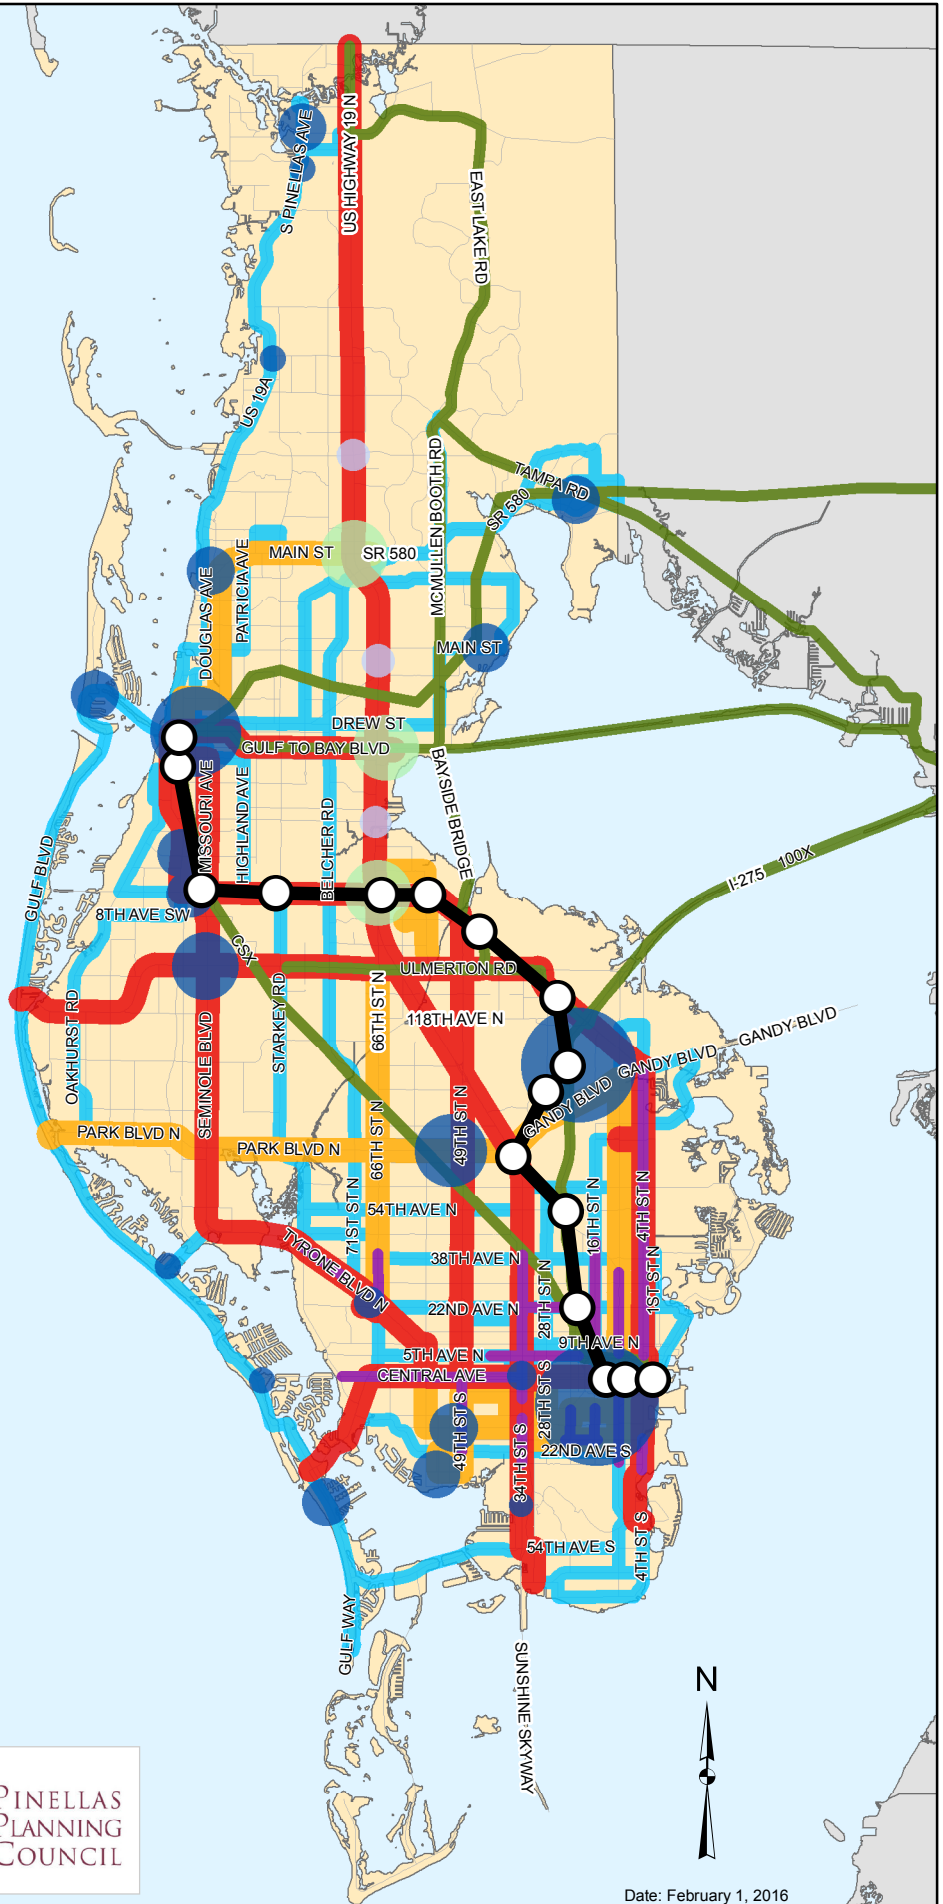 S PINELLAS AVE
US HIGHWAY 19 N
EAST LAKE RD
US 19A
MCMULLEN BOOTH RD
TAMPA RD
SR 580
MAIN ST
SR 580
PATRICIA AVE
DOUGLAS AVE
MAIN ST
DREW ST
GULF TO BAY BLVD
BAYSIDE BRIDGE
MISSOURI AVE
HIGHLAND AVE
BELCHER RD
GULF BLVD
I-275
100X
8TH AVE SW
CSX
ULMERTON RD
OAKHURST RD
SEMINOLE BLVD
STARKEY RD
66TH ST N
118TH AVE N
GANDY BLVD
GANDY BLVD
GANDY BLVD
PARK BLVD N
PARK BLVD N
66TH ST N
49TH ST N
71ST ST N
54TH AVE N
16TH ST N
4TH ST N
38TH AVE N
TYRONE BLVD N
28TH ST N
1ST ST N
22ND AVE N
9TH AVE N
5TH AVE N
CENTRAL AVE
28TH ST S
49TH ST S
34TH ST S
22ND AVE S
54TH AVE S
4TH ST S
GULF WAY
SUNSHINE SKYWAY
N
PINELLAS
PLANNING
COUNCIL
Date: February 1, 2016